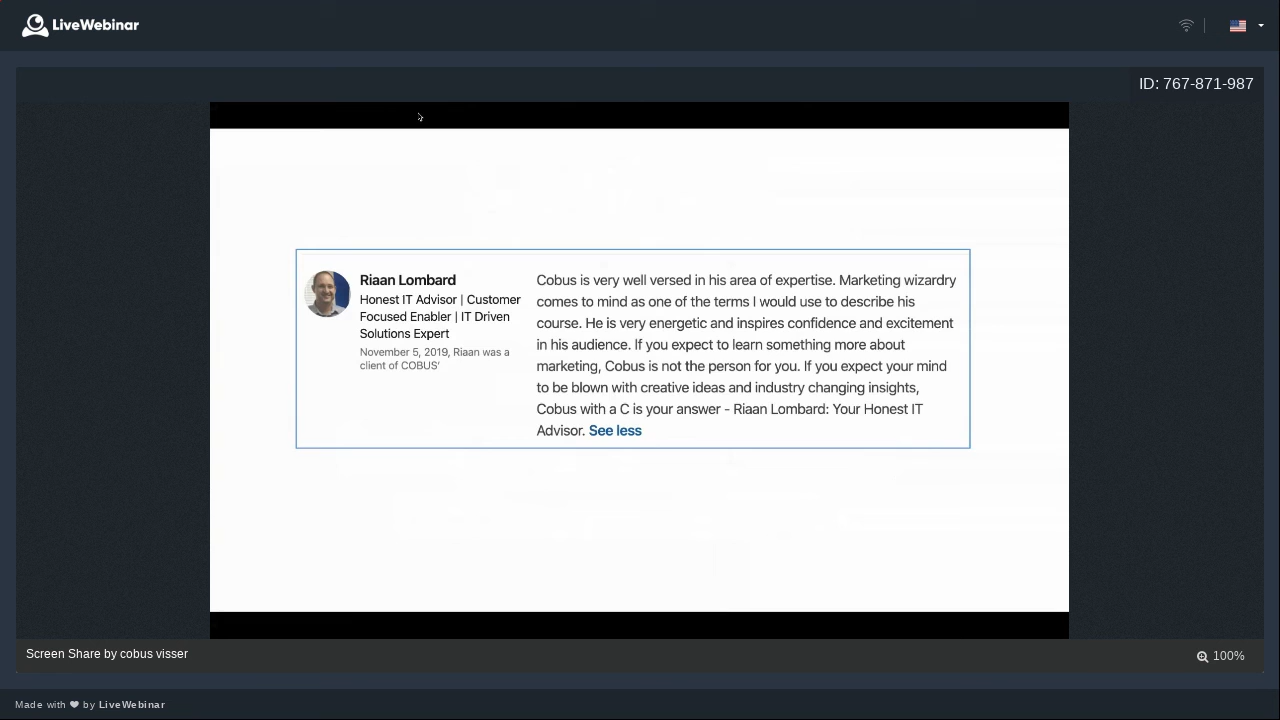 LiveWebinar
ID: 767-871-987
Riaan Lombard
Honest IT Advisor | Customer
Focused Enabler | IT Driven
Solutions Expert
November 5, 2019, Riaan was a
client of COBUS'
Cobus is very well versed in his area of expertise. Marketing wizardry
comes to mind as one of the terms I would use to describe his
course. He is very energetic and inspires confidence and excitement
in his audience. If you expect to learn something more about
marketing, Cobus is not the person for you. If you expect your mind
to be blown with creative ideas and industry changing insights,
Cobus with a C is your answer - Riaan Lombard: Your Honest IT
Advisor. See less
Screen Share by cobus visser
100%
Made with ❤ by LiveWebinar